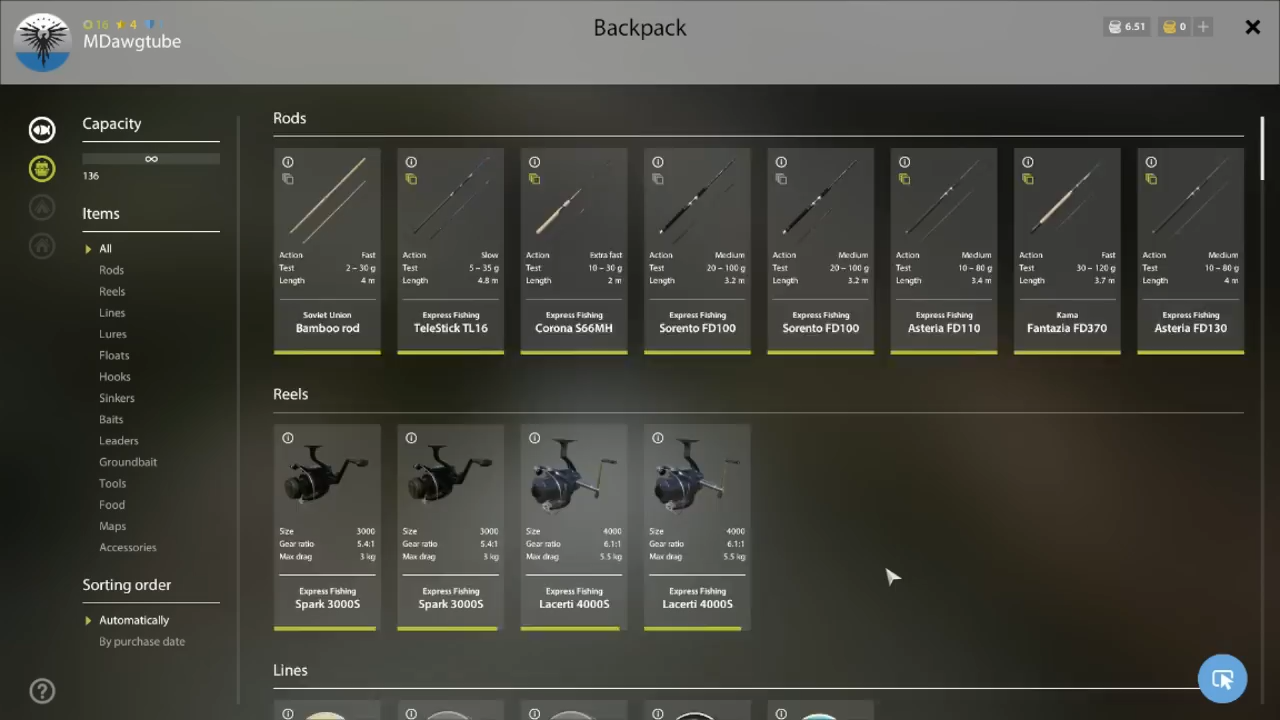 16 4
MDawgtube
Backpack
6.51 0 +
Capacity
∞
136
Items
All
Rods
Reels
Lines
Lures
Floats
Hooks
Sinkers
Baits
Leaders
Groundbait
Tools
Food
Maps
Accessories
Sorting order
Automatically
By purchase date
Rods
Action Fast
Test 2 – 30 g
Length 4 m
Soviet Union
Bamboo rod
Action Slow
Test 5 – 35 g
Length 4.8 m
Express Fishing
TeleStick TL16
Action Extra fast
Test 10 – 30 g
Length 2 m
Express Fishing
Corona S66MH
Action Medium
Test 20 – 100 g
Length 3.2 m
Express Fishing
Sorento FD100
Action Medium
Test 20 – 100 g
Length 3.2 m
Express Fishing
Sorento FD100
Action Medium
Test 10 – 80 g
Length 3.4 m
Express Fishing
Asteria FD110
Action Fast
Test 30 – 120 g
Length 3.7 m
Kama
Fantazia FD370
Action Medium
Test 10 – 80 g
Length 4 m
Express Fishing
Asteria FD130
Reels
Size 3000
Gear ratio 5.4:1
Max drag 3 kg
Express Fishing
Spark 3000S
Size 3000
Gear ratio 5.4:1
Max drag 3 kg
Express Fishing
Spark 3000S
Size 4000
Gear ratio 6.1:1
Max drag 5.5 kg
Express Fishing
Lacerti 4000S
Size 4000
Gear ratio 6.1:1
Max drag 5.5 kg
Express Fishing
Lacerti 4000S
Lines
?